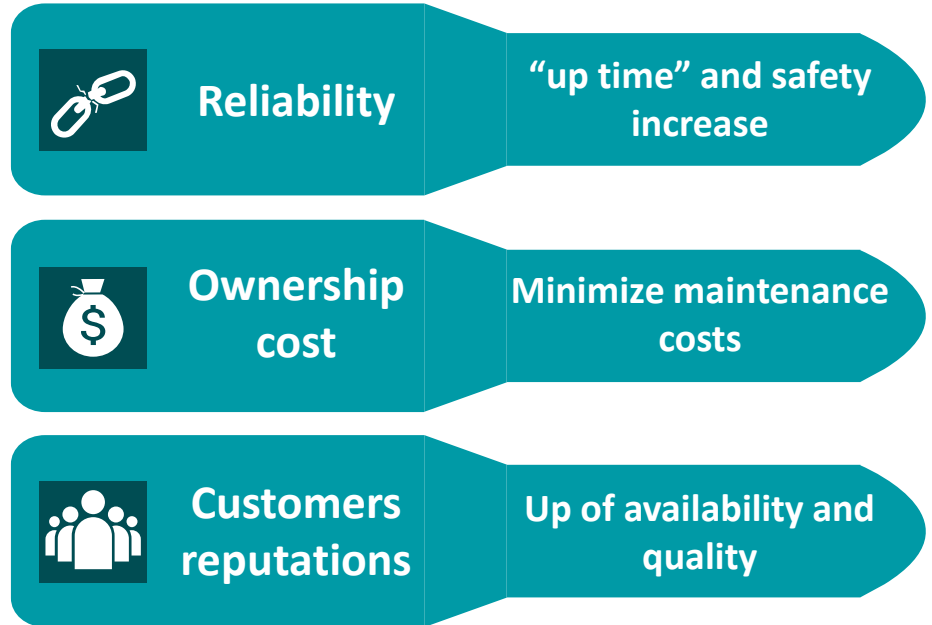 Reliability
“up time” and safety
increase
Ownership
cost
$
Minimize maintenance
costs
Customers
reputations
Up of availability and
quality